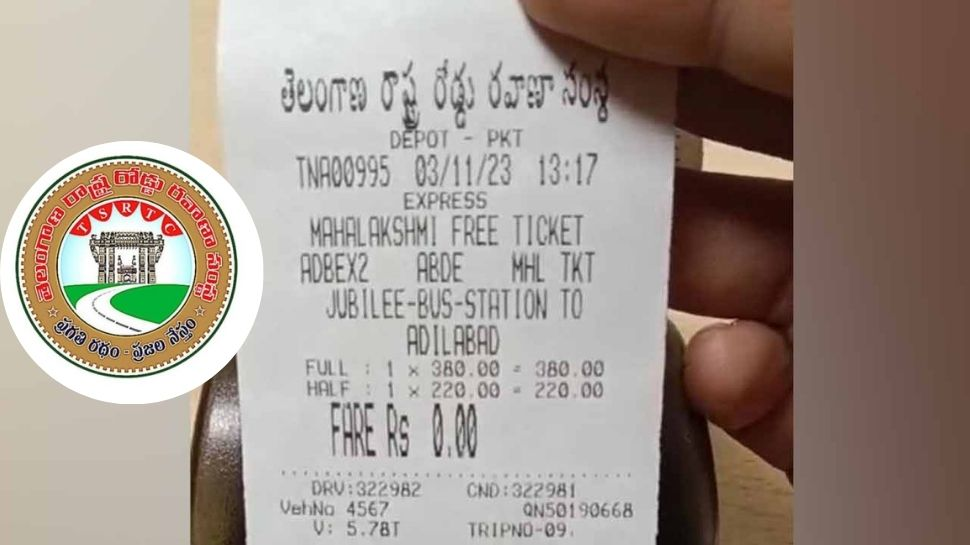 తెలంగాణ రాష్ట్ర రోడ్డు రవాణా సంస్థ
DEPOT - PKT
TNA00995 03/11/23 13:17
EXPRESS
MAHALAKSHMI FREE TICKET
ADBEX2 ABDE MHL TKT
JUBILEE-BUS-STATION TO
ADILABAD
FULL : 1 × 380.00 = 380.00
HALF : 1 × 220.00 = 220.00
FARE Rs 0.00
DRV:322982 CND:322981
VehNo 4567 QN50190668
V: 5.78T TRIPNO-09.
తెలంగాణ రాష్ట్ర రోడ్డు రవాణా సంస్థ
TSRTC
ప్రగతి రథం - ప్రజల నేస్తం